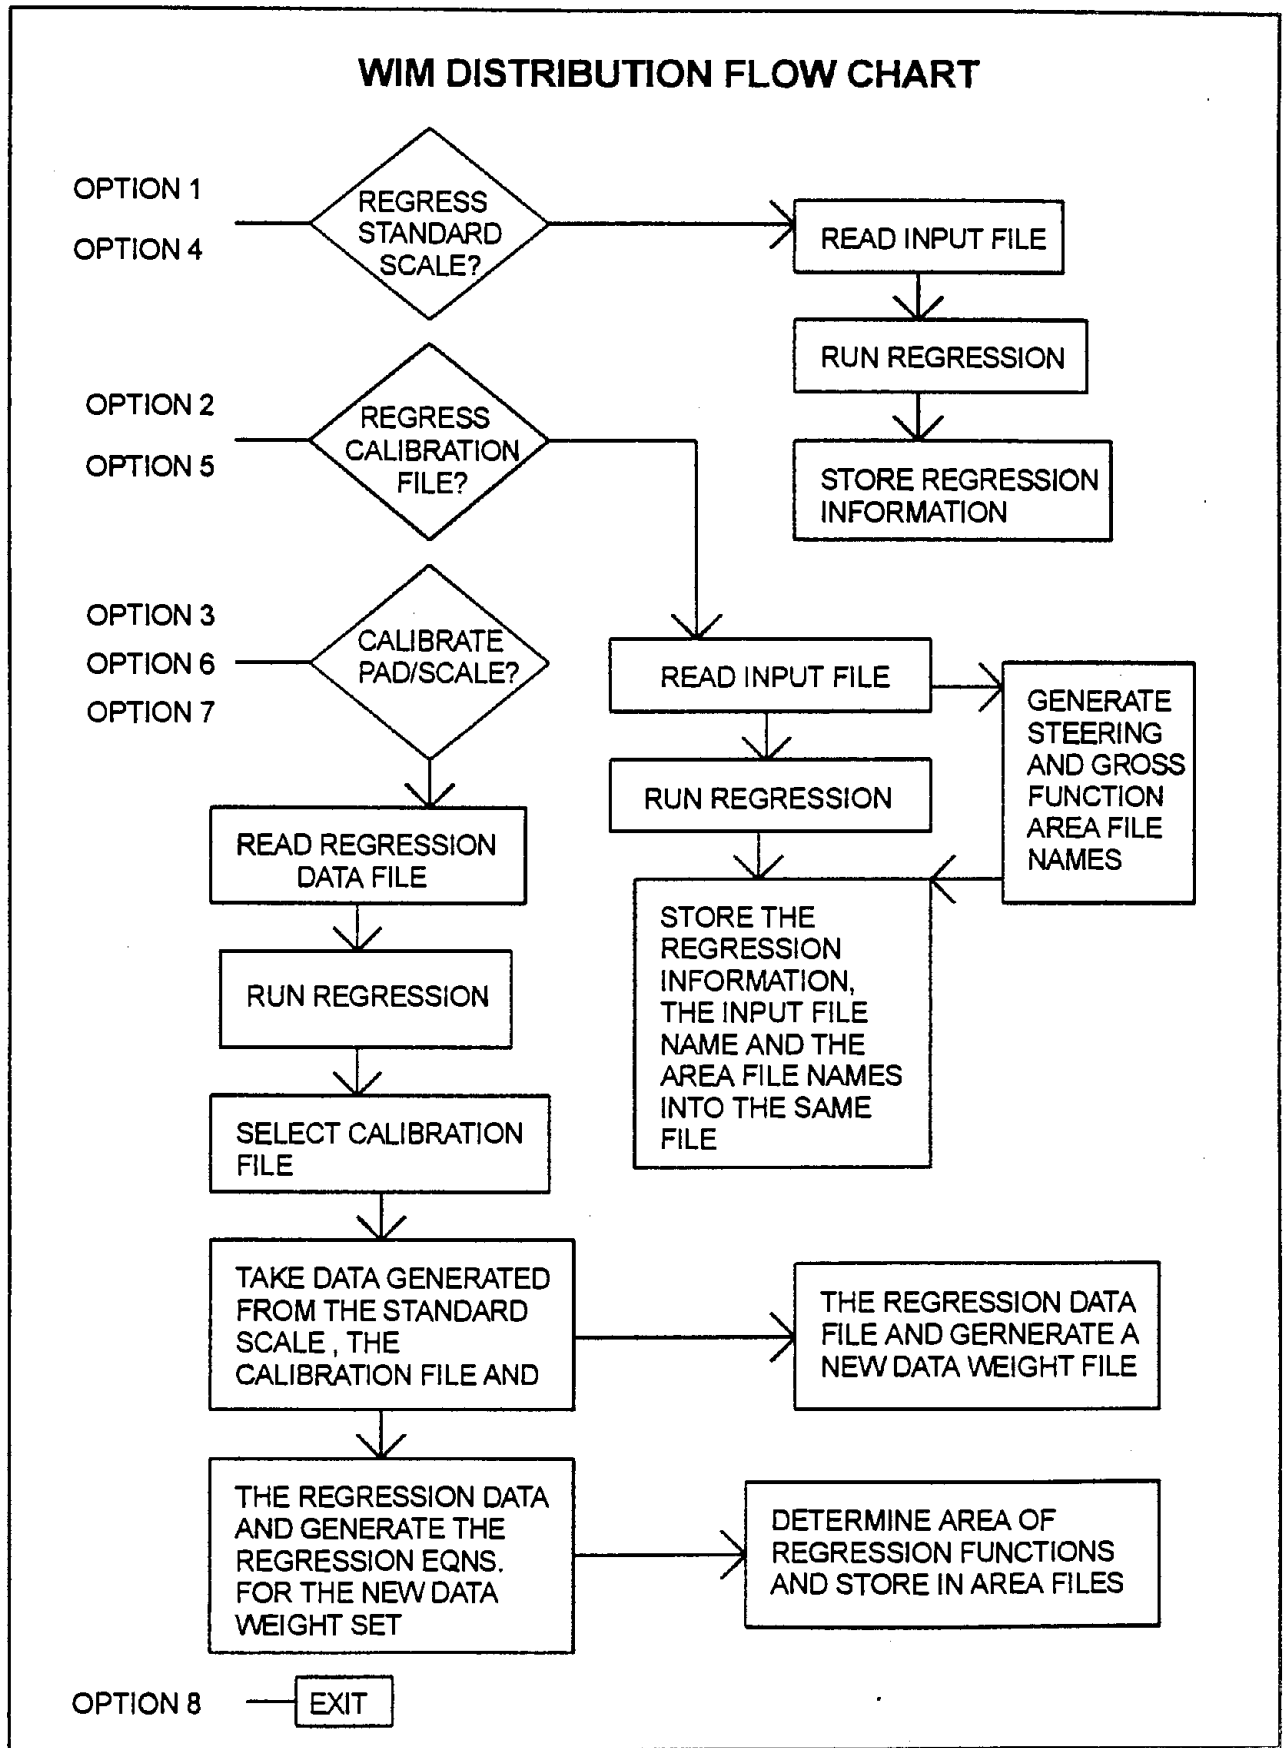 WIM DISTRIBUTION FLOW CHART
OPTION 1
OPTION 4
REGRESS
STANDARD
SCALE?
READ INPUT FILE
RUN REGRESSION
STORE REGRESSION
INFORMATION
OPTION 2
OPTION 5
REGRESS
CALIBRATION
FILE?
READ INPUT FILE
GENERATE
STEERING
AND GROSS
FUNCTION
AREA FILE
NAMES
RUN REGRESSION
STORE THE
REGRESSION
INFORMATION,
THE INPUT FILE
NAME AND THE
AREA FILE NAMES
INTO THE SAME
FILE
OPTION 3
OPTION 6
OPTION 7
CALIBRATE
PAD/SCALE?
READ REGRESSION
DATA FILE
RUN REGRESSION
SELECT CALIBRATION
FILE
TAKE DATA GENERATED
FROM THE STANDARD
SCALE , THE
CALIBRATION FILE AND
THE REGRESSION DATA
FILE AND GERNERATE A
NEW DATA WEIGHT FILE
THE REGRESSION DATA
AND GENERATE THE
REGRESSION EQNS.
FOR THE NEW DATA
WEIGHT SET
DETERMINE AREA OF
REGRESSION FUNCTIONS
AND STORE IN AREA FILES
OPTION 8
EXIT